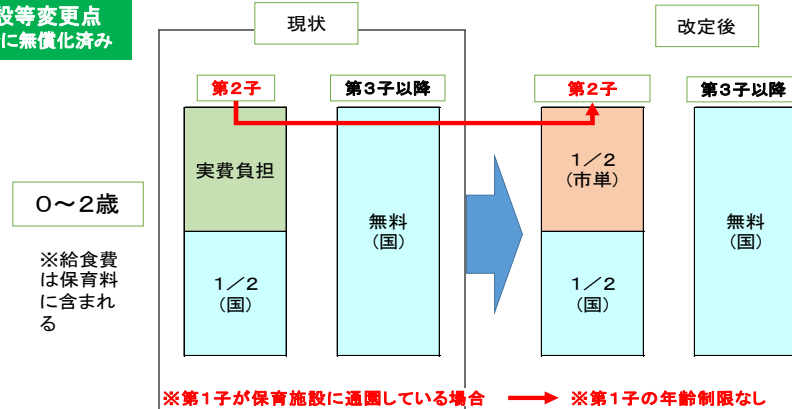 設等変更点
に無償化済み
現状
改定後
第2子
第3子以降
第2子
第3子以降
実費負担
1/2
(国)
無料
(国)
1/2
(市単)
1/2
(国)
無料
(国)
0~2歳
※給食費
は保育料
に含まれ
る
※第1子が保育施設に通園している場合
※第1子の年齢制限なし